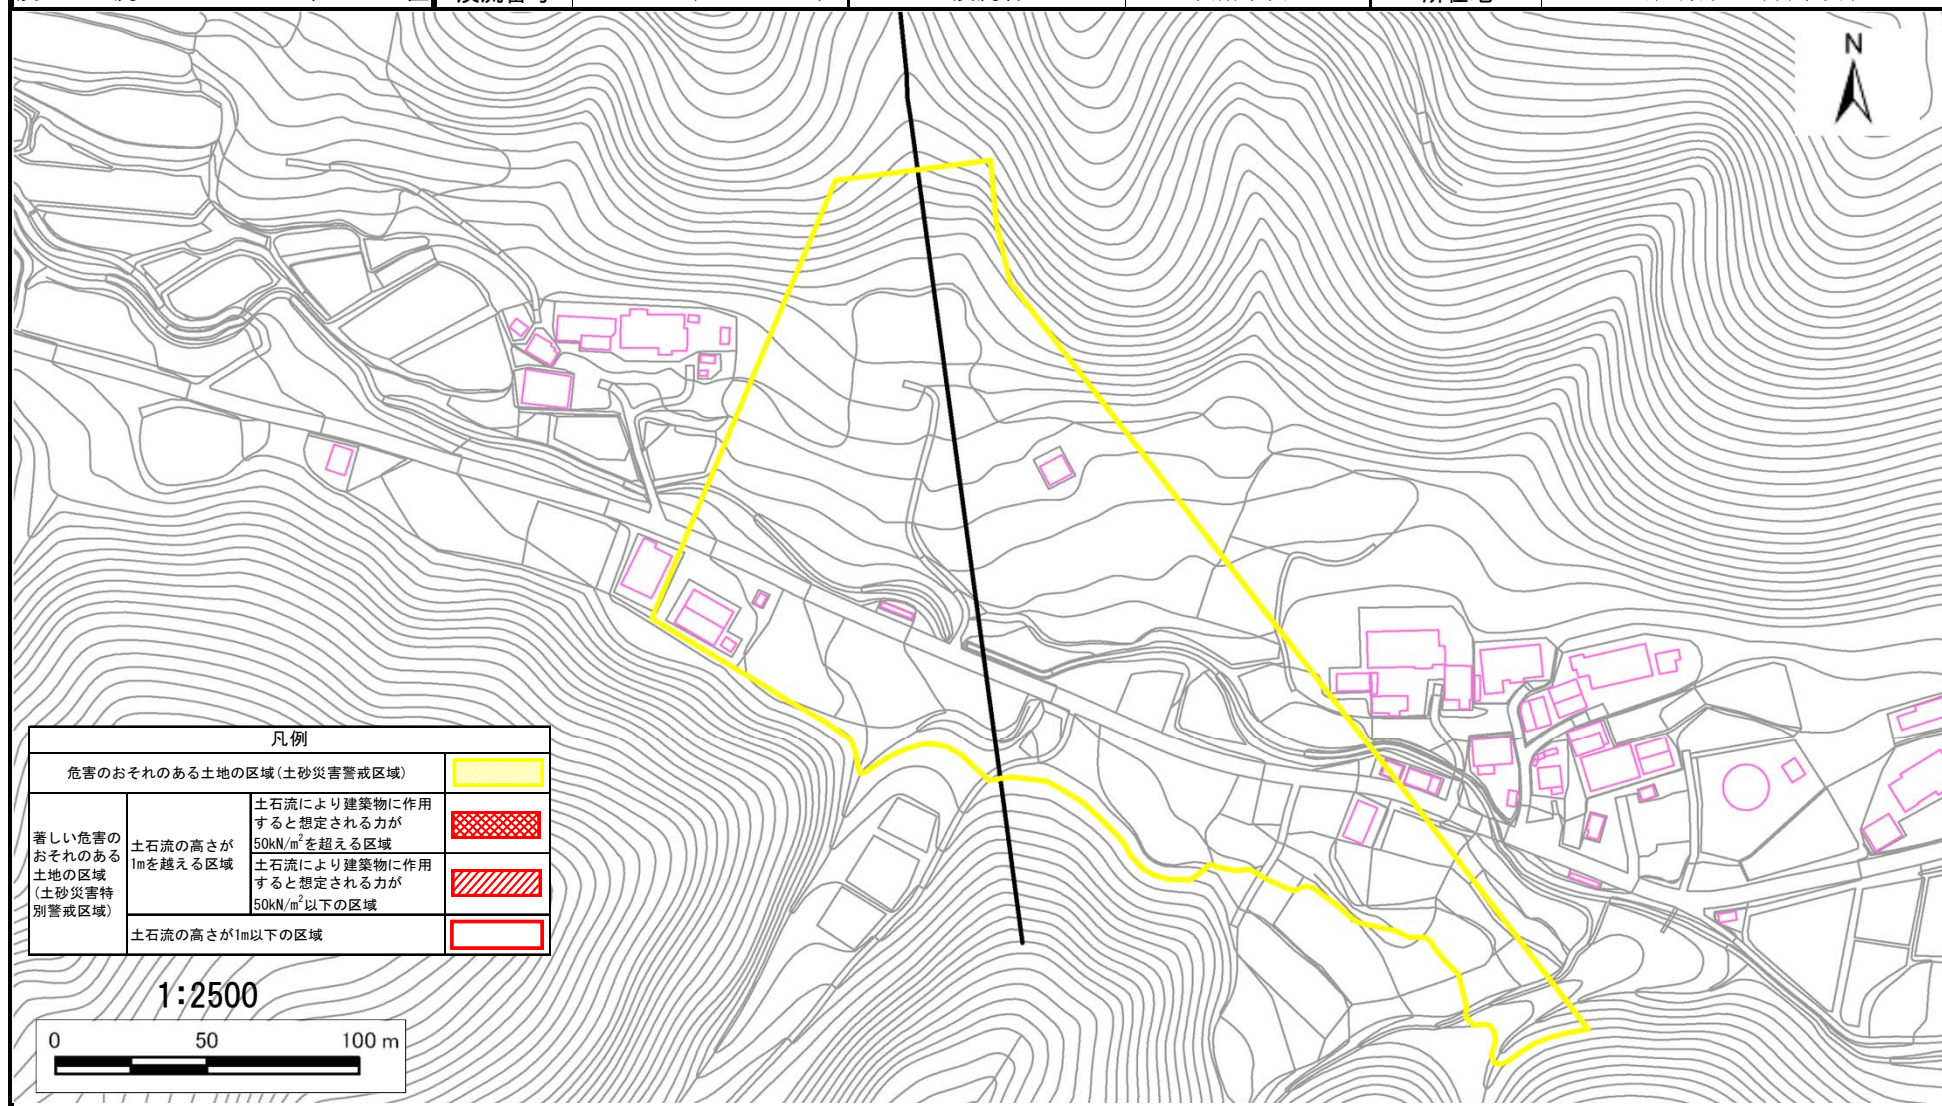 N
凡例
危害のおそれのある土地の区域(土砂災害警戒区域)
著しい危害の
おそれのある
土地の区域
(土砂災害特
別警戒区域)
土石流の高さが
1mを越える区域
土石流により建築物に作用
すると想定される力が
50kN/m²を超える区域
土石流により建築物に作用
すると想定される力が
50kN/m²以下の区域
土石流の高さが1m以下の区域
1:2500
0 50 100 m